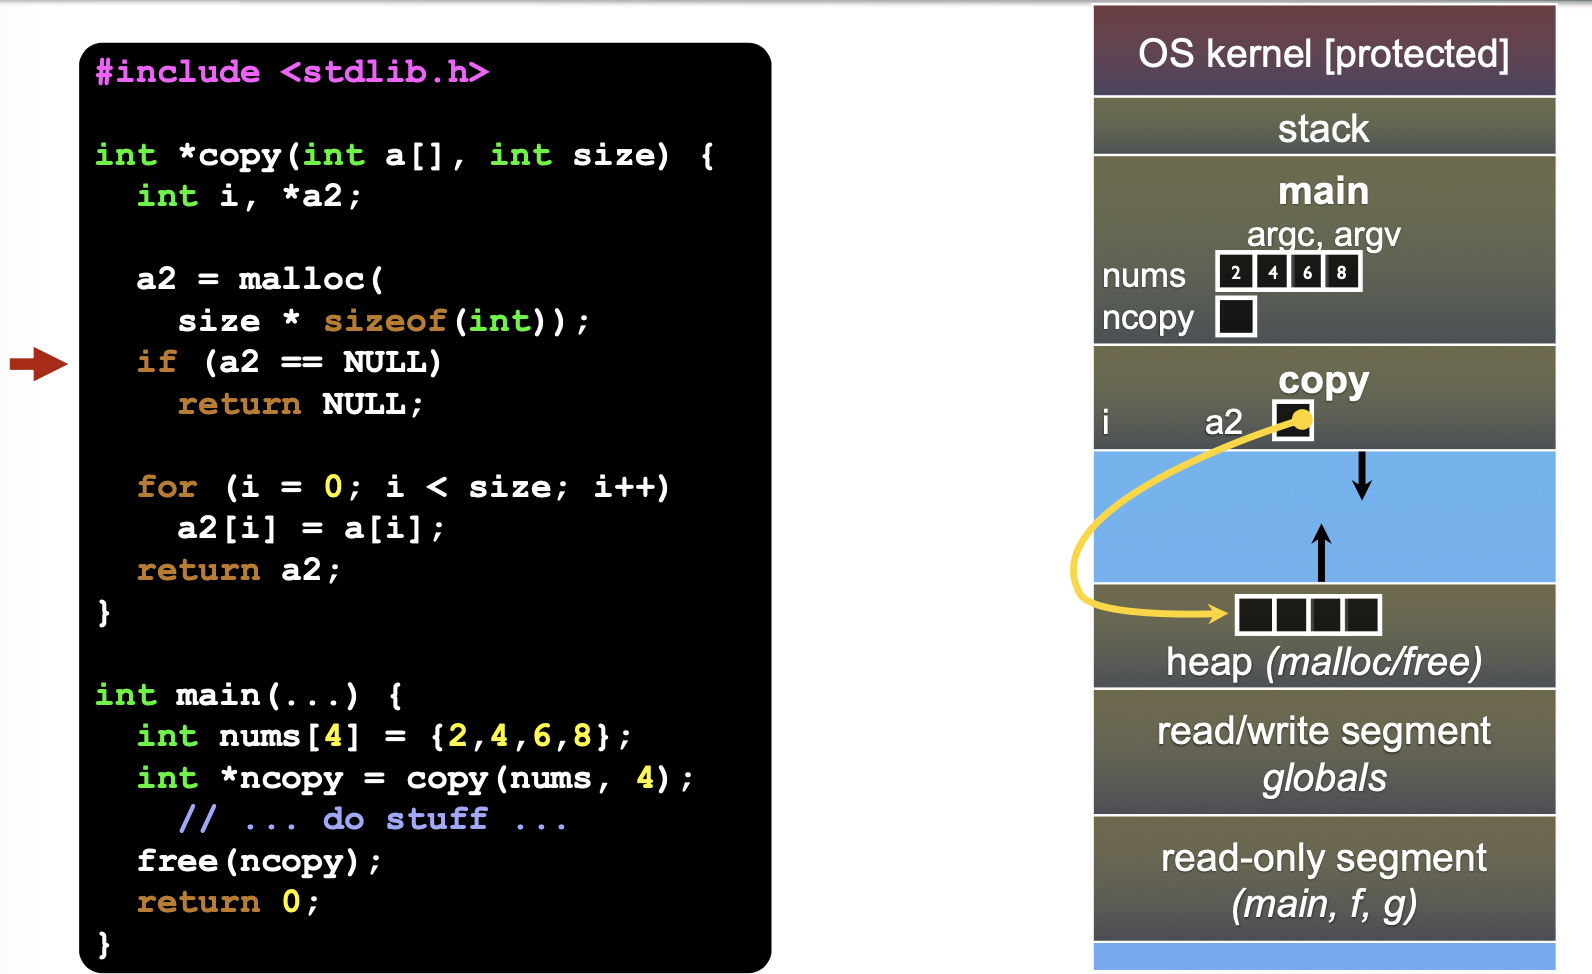 #include <stdlib.h>
int *copy(int a[], int size) {
int i, *a2;
a2 = malloc(
size * sizeof(int));
if (a2 == NULL)
return NULL;
for (i = 0; i < size; i++)
a2[i] = a[i];
return a2;
}
int main(...) {
int nums[4] = {2,4,6,8};
int *ncopy = copy(nums, 4);
// ... do stuff ...
free(ncopy);
return 0;
}
OS kernel [protected]
stack
main
argc, argv
nums 2 4 6 8
ncopy
copy
i a2
heap (malloc/free)
read/write segment
globals
read-only segment
(main, f, g)